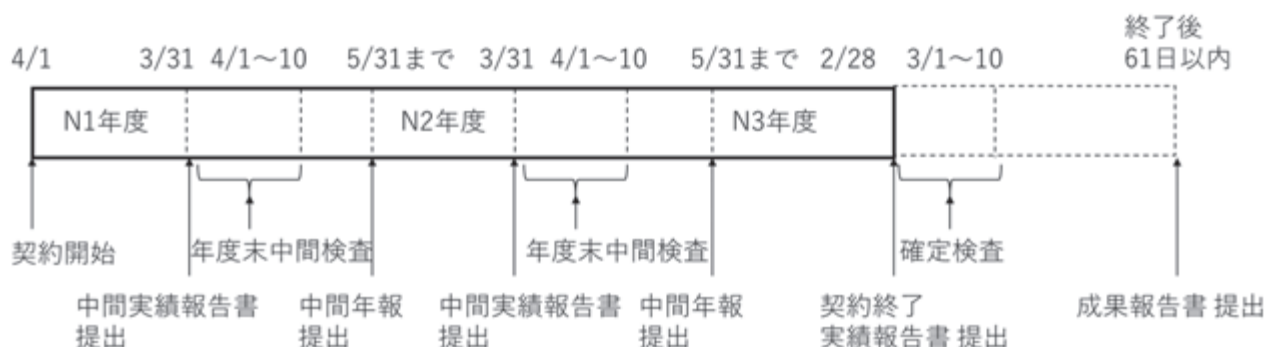 終了後
4/1 3/31 4/1～10 5/31まで 3/31 4/1～10 5/31まで 2/28 3/1～10 61日以内
N1年度 N2年度 N3年度
契約開始 年度末中間検査 年度末中間検査 確定検査
中間実績報告書 中間年報 中間実績報告書 中間年報 契約終了 成果報告書 提出
提出 提出 提出 提出 実績報告書 提出